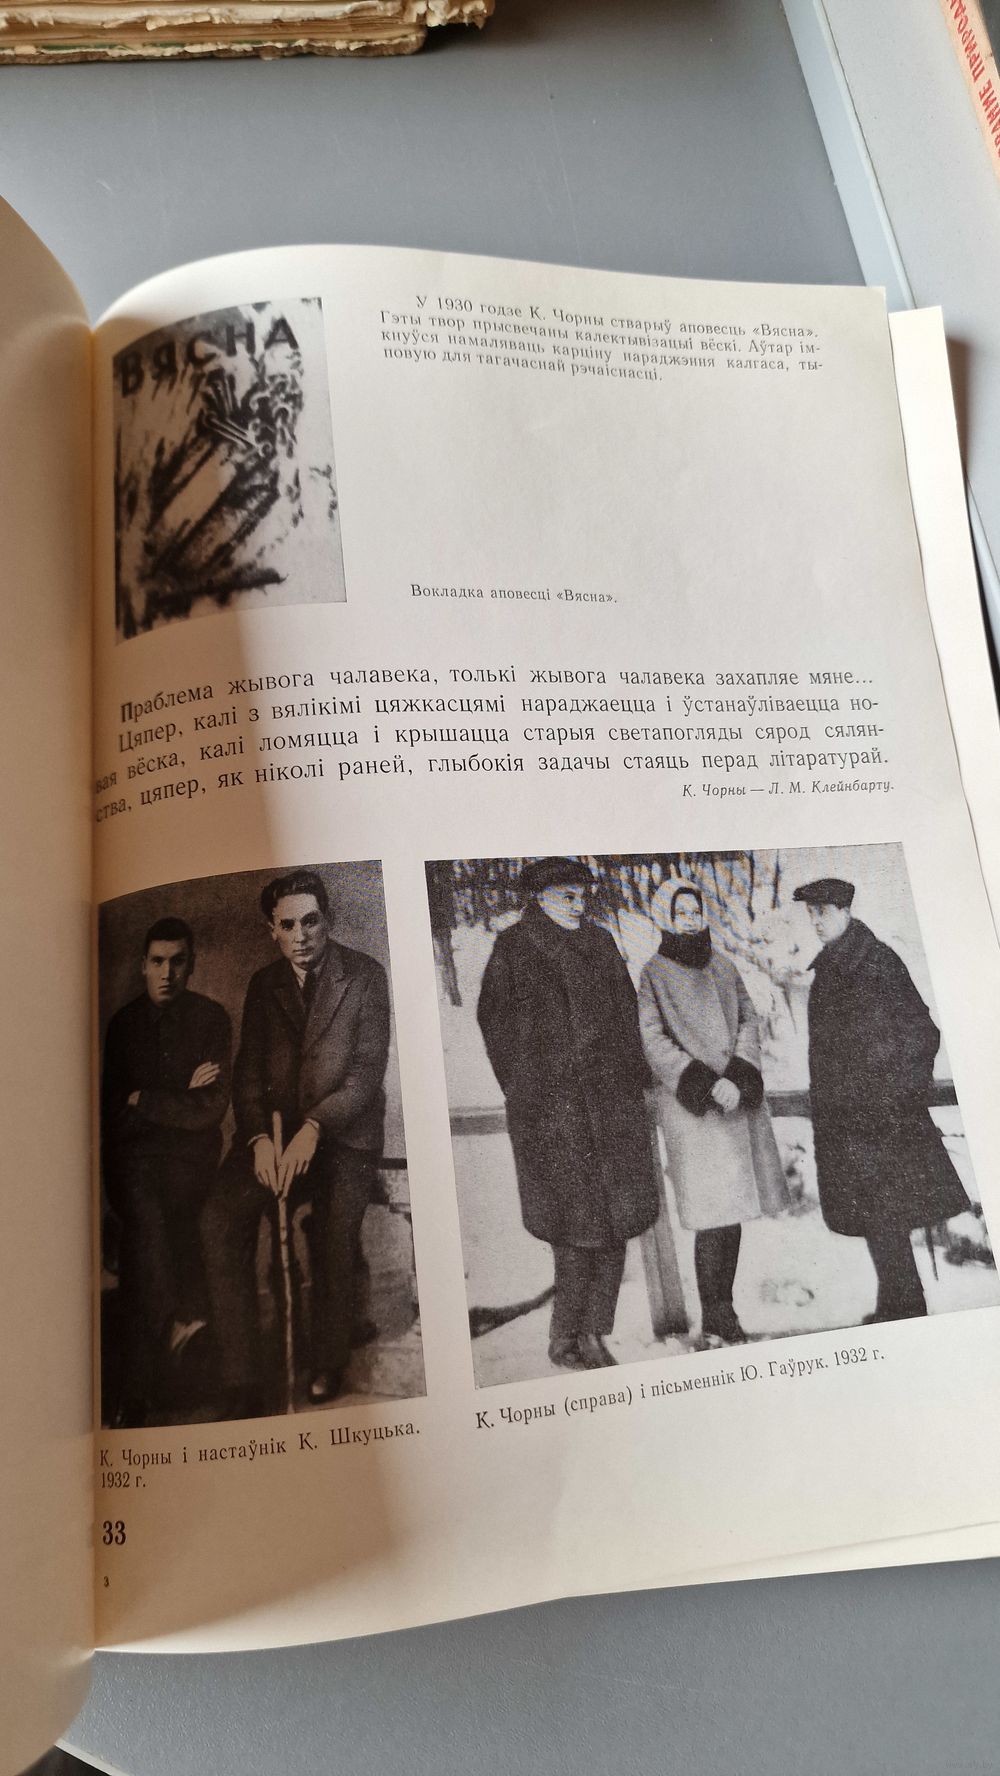 ВЯСНА
У 1930 годзе К. Чорны стварыў аповесць «Вясна».
Гэты твор прысвечаны калектывізацыі вёскі. Аўтар ім-
кнуўся намаляваць карціну нараджэння калгаса, ты-
повую для тагачаснай рэчаіснасці.
Вокладка аповесці «Вясна».
Праблема жывога чалавека, толькі жывога чалавека захапляе мяне...
Цяпер, калі з вялікімі цяжкасцямі нараджаецца і ўстанаўліваецца но-
вая вёска, калі ломяцца і крышацца старыя светапогляды сярод сялян-
ства, цяпер, як ніколі раней, глыбокія задачы стаяць перад літаратурай.
К. Чорны — Л. М. Клейнбарту.
К. Чорны і настаўнік К. Шкуцька.
1932 г.
К. Чорны (справа) і пісьменнік Ю. Гаўрук. 1932 г.
33
3